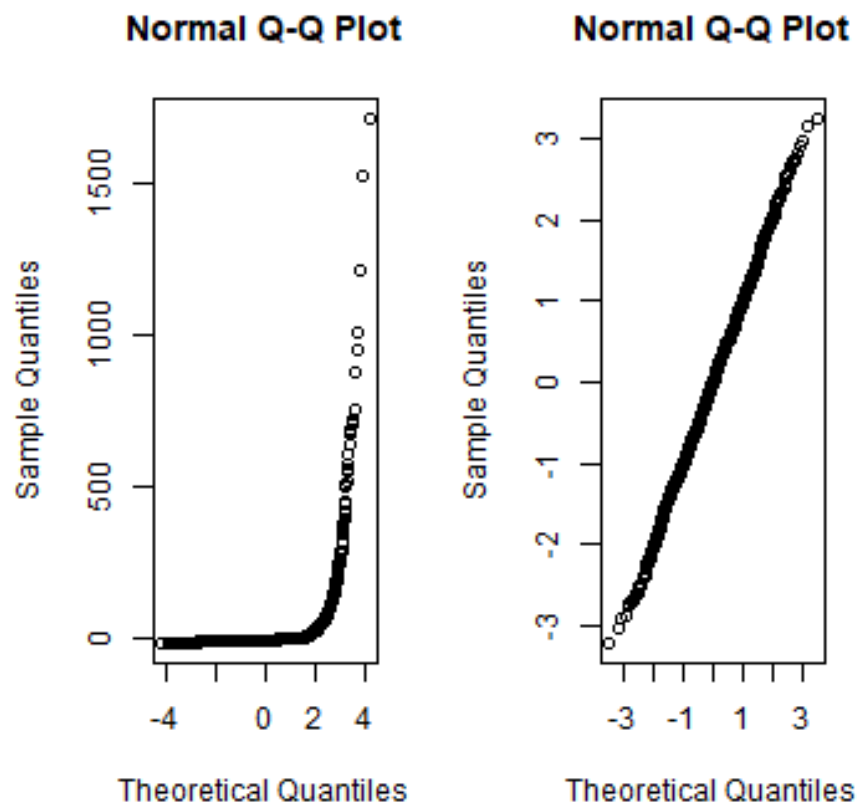 Normal Q-Q Plot
Sample Quantiles
1500
1000
500
0
-4 0 2 4
Theoretical Quantiles
Normal Q-Q Plot
Sample Quantiles
3
2
1
0
-1
-2
-3
-3 -1 1 3
Theoretical Quantiles